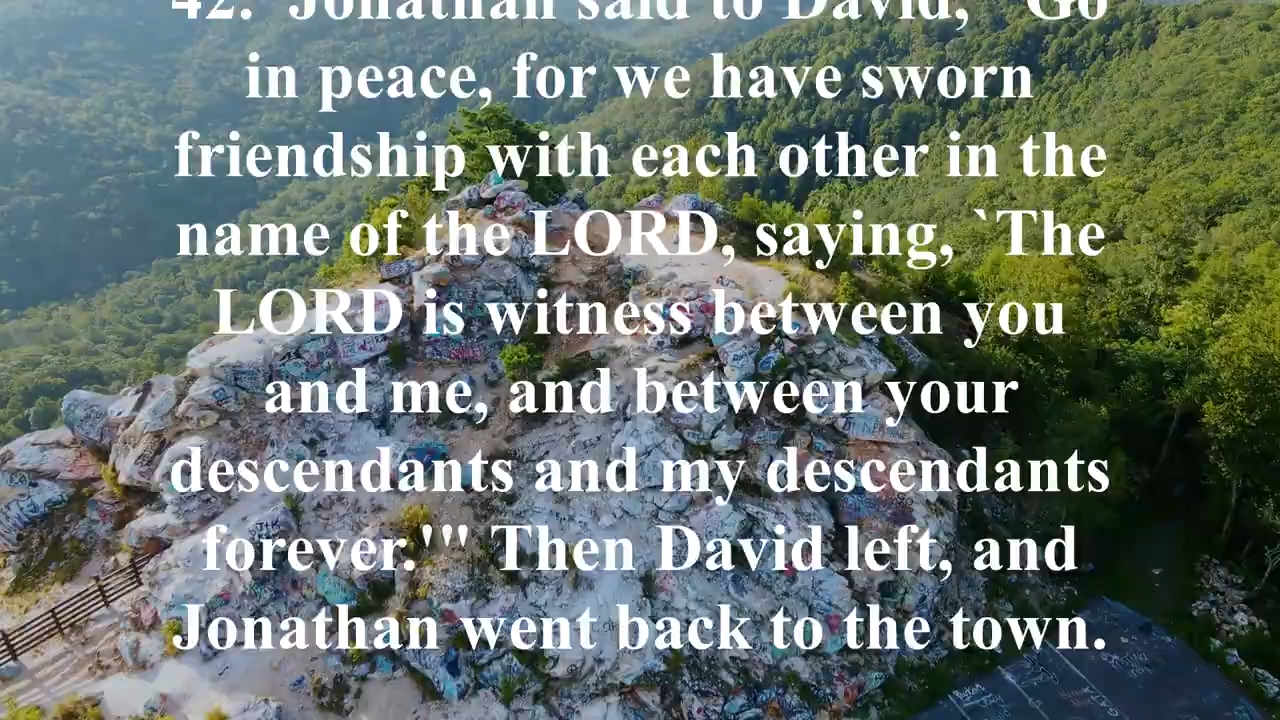 42. Jonathan said to David, "Go
in peace, for we have sworn
friendship with each other in the
name of the LORD, saying, `The
LORD is witness between you
and me, and between your
descendants and my descendants
forever.'" Then David left, and
Jonathan went back to the town.